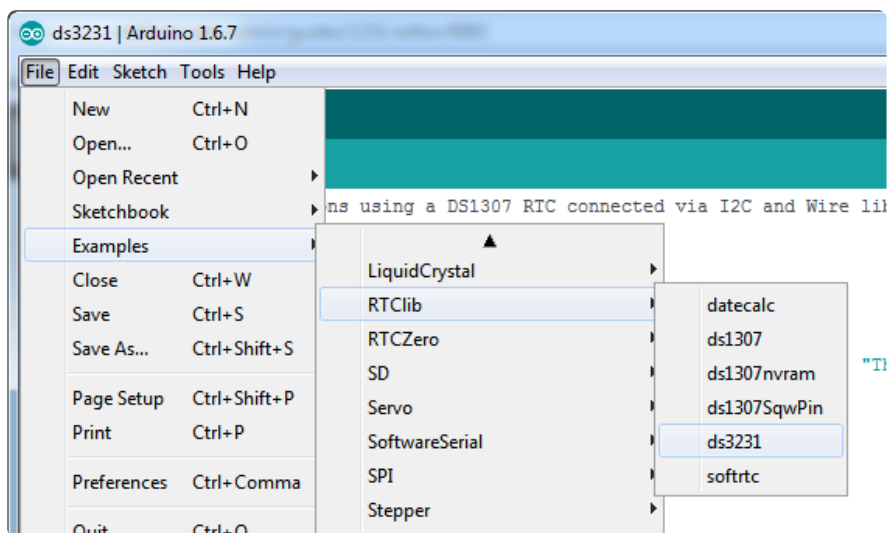 ds3231 | Arduino 1.6.7
File Edit Sketch Tools Help
New Ctrl+N
Open... Ctrl+O
Open Recent
Sketchbook
Examples
Close Ctrl+W
Save Ctrl+S
Save As... Ctrl+Shift+S
Page Setup Ctrl+Shift+P
Print Ctrl+P
Preferences Ctrl+Comma
Quit Ctrl+Q
ns using a DS1307 RTC connected via I2C and Wire lib
LiquidCrystal
RTClib
RTCZero
SD
Servo
SoftwareSerial
SPI
Stepper
datecalc
ds1307
ds1307nvram
ds1307SqwPin
ds3231
softrtc
"Th